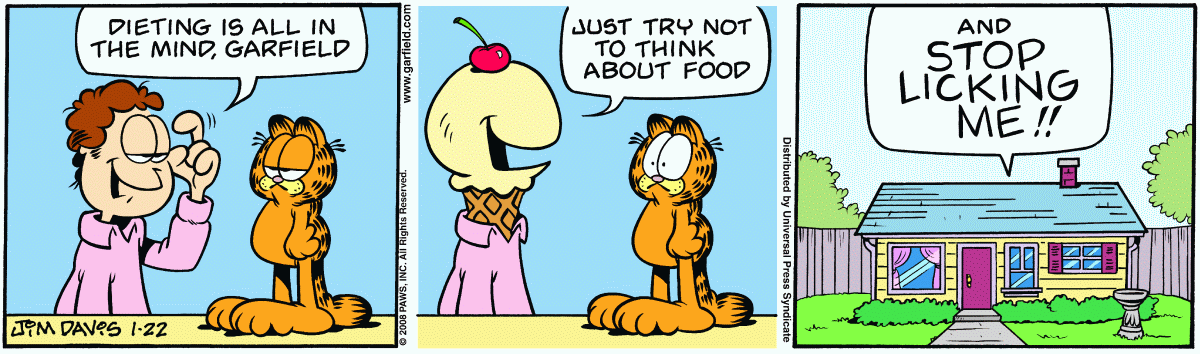 DIETING IS ALL IN
THE MIND, GARFIELD
JIM DAVIS 1·22
www.garfield.com
© 2008 PAWS, INC. All Rights Reserved.
JUST TRY NOT
TO THINK
ABOUT FOOD
Distributed by Universal Press Syndicate
AND
STOP
LICKING
ME!!